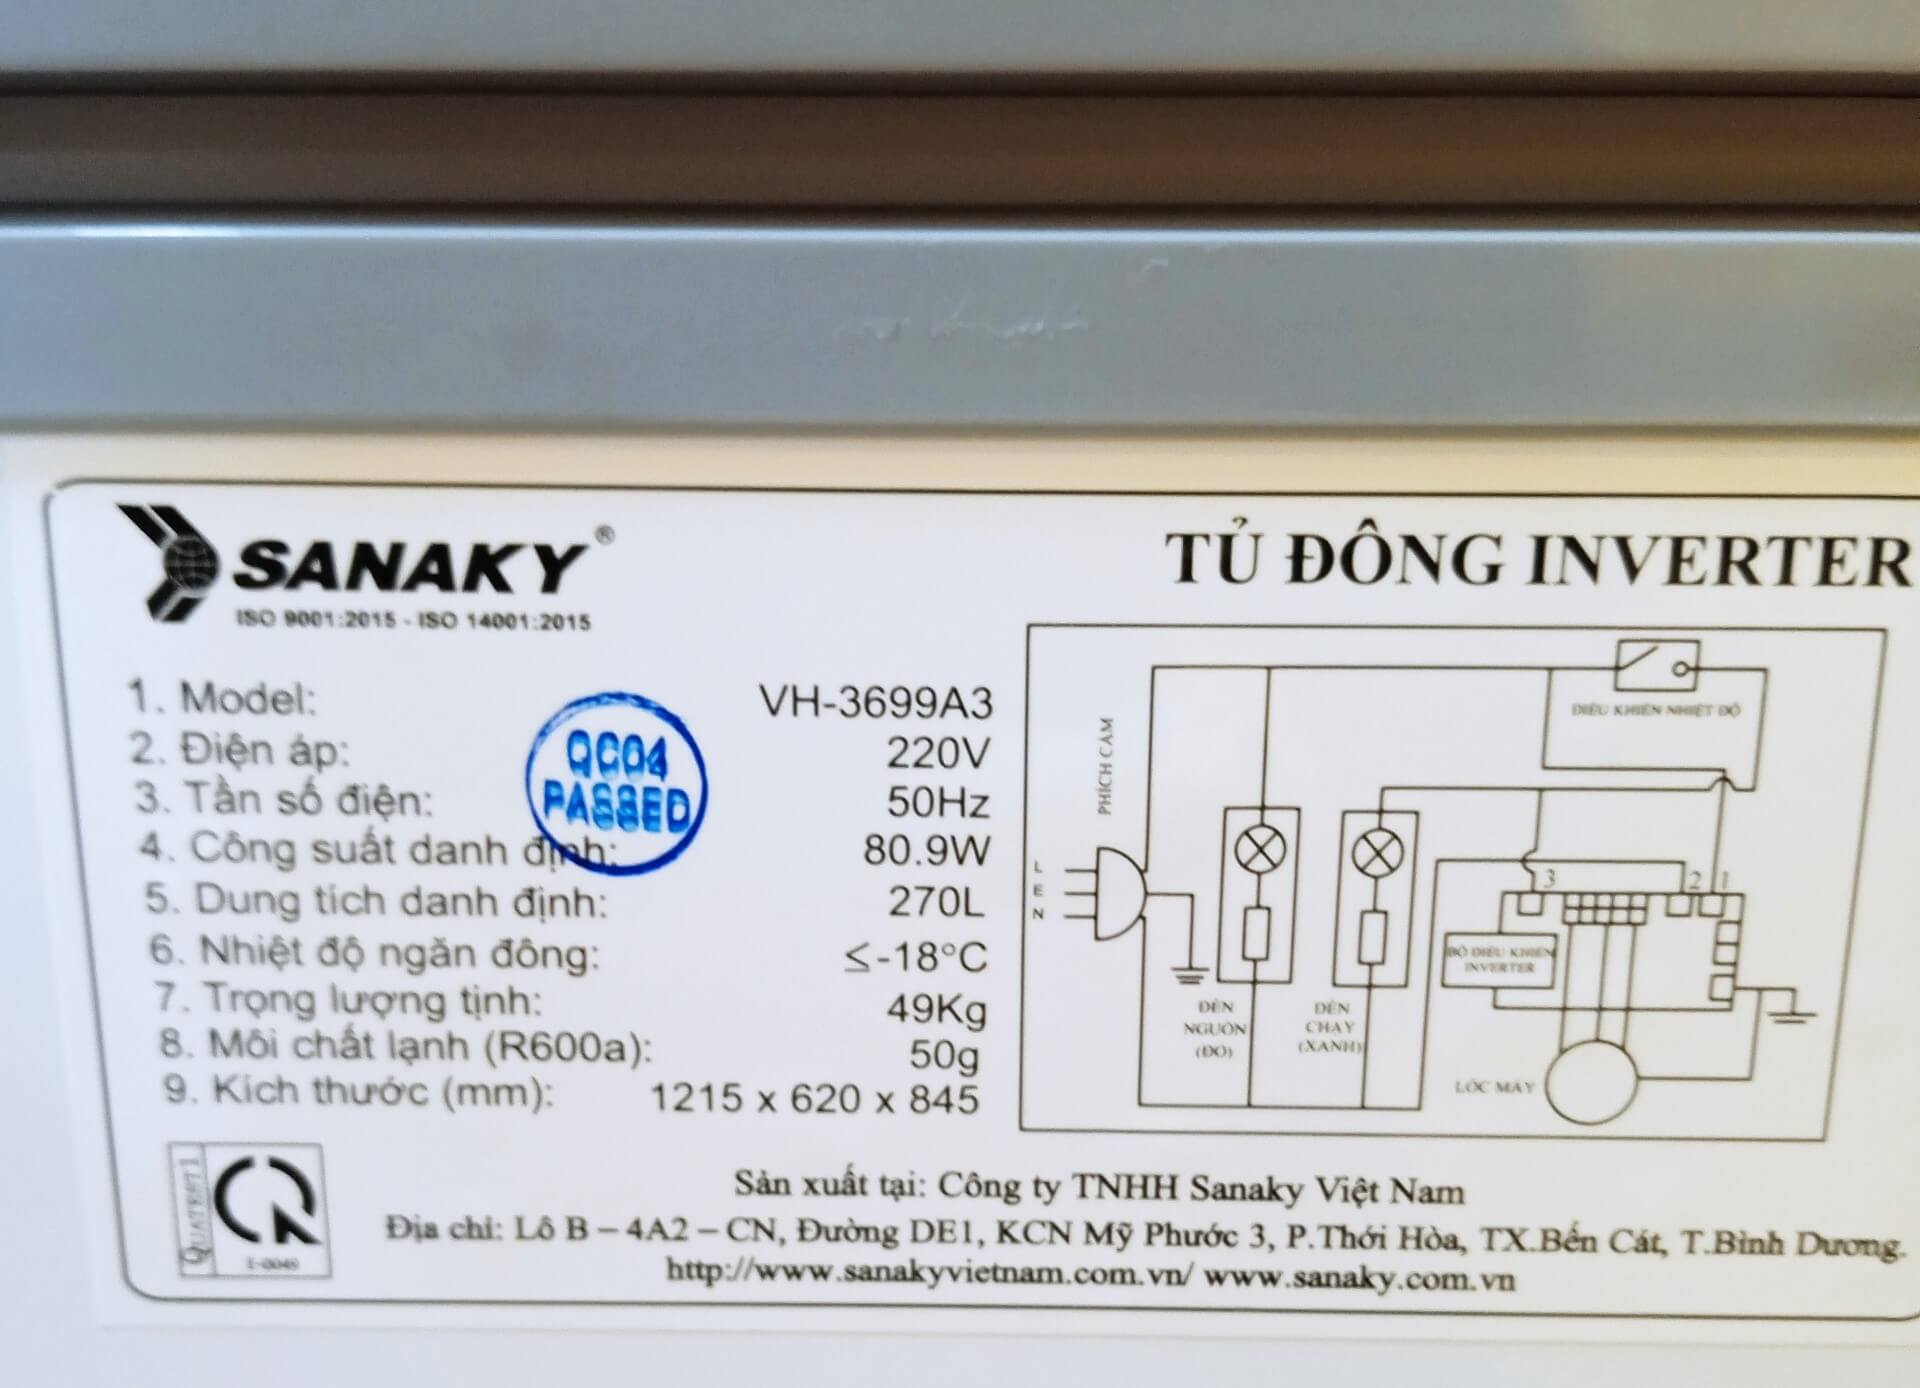 SANAKY®
ISO 9001:2015 - ISO 14001:2015
TỦ ĐÔNG INVERTER
1. Model: VH-3699A3
2. Điện áp: 220V
3. Tần số điện: 50Hz
4. Công suất danh định: 80.9W
5. Dung tích danh định: 270L
6. Nhiệt độ ngăn đông: ≤-18°C
7. Trọng lượng tịnh: 49Kg
8. Môi chất lạnh (R600a): 50g
9. Kích thước (mm): 1215 x 620 x 845
QC04
PASSED
ĐIỀU KHIỂN NHIỆT ĐỘ
PHÍCH CẮM
L
E
N
3
2
1
BỘ ĐIỀU KHIỂN
INVERTER
ĐÈN
NGUỒN
(ĐỎ)
ĐÈN
CHẠY
(XANH)
LỐC MÁY
QUATEST 1
E-0049
Sản xuất tại: Công ty TNHH Sanaky Việt Nam
Địa chỉ: Lô B – 4A2 – CN, Đường DE1, KCN Mỹ Phước 3, P.Thới Hòa, TX.Bến Cát, T.Bình Dương.
http://www.sanakyvietnam.com.vn/ www.sanaky.com.vn